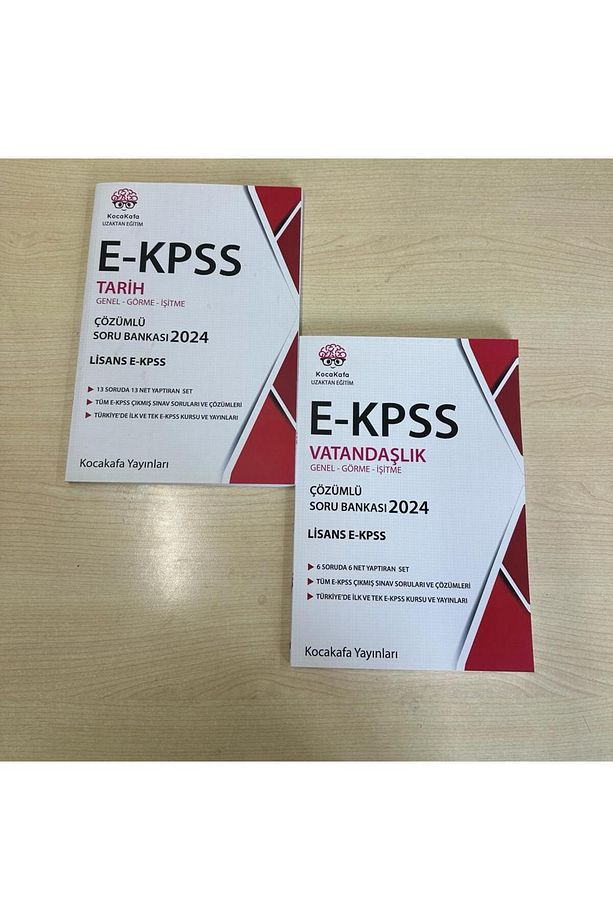 KocaKafa
UZAKTAN EĞİTİM
E-KPSS
TARİH
GENEL - GÖRME - İŞİTME
ÇÖZÜMLÜ
SORU BANKASI 2024
LİSANS E-KPSS
13 SORUDA 13 NET YAPTIRAN SET
TÜM E-KPSS ÇIKMIŞ SINAV SORULARI VE ÇÖZÜMLERİ
TÜRKİYE'DE İLK VE TEK E-KPSS KURSU VE YAYINLARI
Kocakafa Yayınları
KocaKafa
UZAKTAN EĞİTİM
E-KPSS
VATANDAŞLIK
GENEL - GÖRME - İŞİTME
ÇÖZÜMLÜ
SORU BANKASI 2024
LİSANS E-KPSS
6 SORUDA 6 NET YAPTIRAN SET
TÜM E-KPSS ÇIKMIŞ SINAV SORULARI VE ÇÖZÜMLERİ
TÜRKİYE'DE İLK VE TEK E-KPSS KURSU VE YAYINLARI
Kocakafa Yayınları